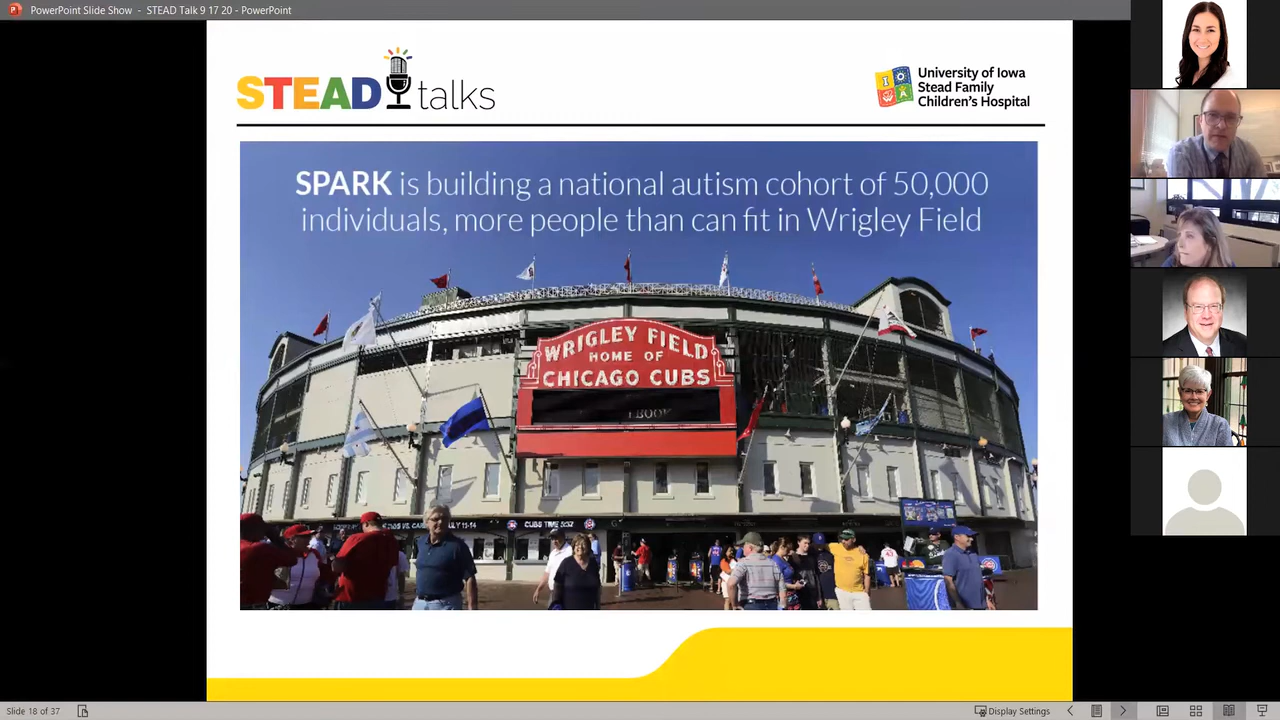 PowerPoint Slide Show - STEAD Talk 9 17 20 - PowerPoint
STEAD talks
University of Iowa
Stead Family
Children's Hospital
SPARK is building a national autism cohort of 50,000
individuals, more people than can fit in Wrigley Field
WRIGLEY FIELD
HOME OF
CHICAGO CUBS
CUBS
Slide 18 of 37
Display Settings